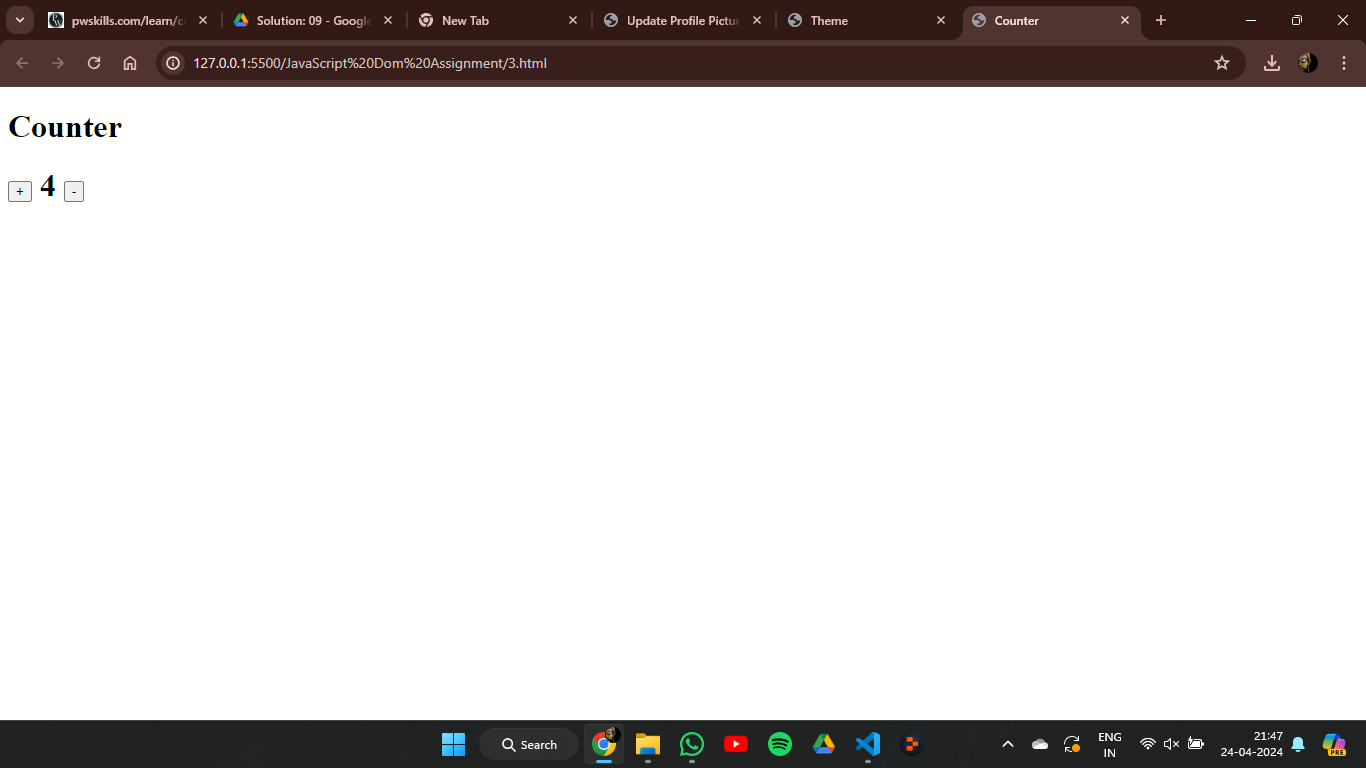 pwskills.com/learn/c
Solution: 09 - Google
New Tab
Update Profile Pictur
Theme
Counter
127.0.0.1:5500/JavaScript%20Dom%20Assignment/3.html
Counter
+ 4 -
Search
ENG
IN
21:47
24-04-2024
PRE